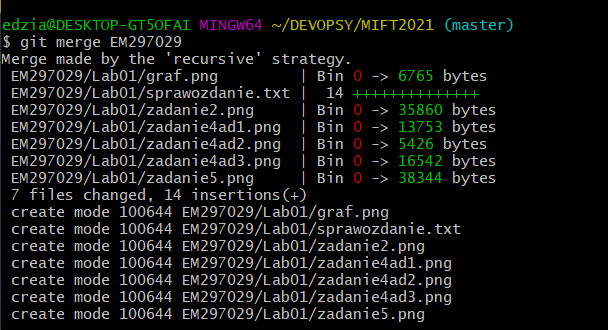 edzia@DESKTOP-GT5OFAI MINGW64 ~/DEVOPSY/MIFT2021 (master)
$ git merge EM297029
Merge made by the 'recursive' strategy.
 EM297029/Lab01/graf.png          | Bin 0 -> 6765 bytes
 EM297029/Lab01/sprawozdanie.txt |  14 ++++++++++++++
 EM297029/Lab01/zadanie2.png      | Bin 0 -> 35860 bytes
 EM297029/Lab01/zadanie4ad1.png  | Bin 0 -> 13753 bytes
 EM297029/Lab01/zadanie4ad2.png  | Bin 0 -> 5426 bytes
 EM297029/Lab01/zadanie4ad3.png  | Bin 0 -> 16542 bytes
 EM297029/Lab01/zadanie5.png      | Bin 0 -> 38344 bytes
 7 files changed, 14 insertions(+)
 create mode 100644 EM297029/Lab01/graf.png
 create mode 100644 EM297029/Lab01/sprawozdanie.txt
 create mode 100644 EM297029/Lab01/zadanie2.png
 create mode 100644 EM297029/Lab01/zadanie4ad1.png
 create mode 100644 EM297029/Lab01/zadanie4ad2.png
 create mode 100644 EM297029/Lab01/zadanie4ad3.png
 create mode 100644 EM297029/Lab01/zadanie5.png